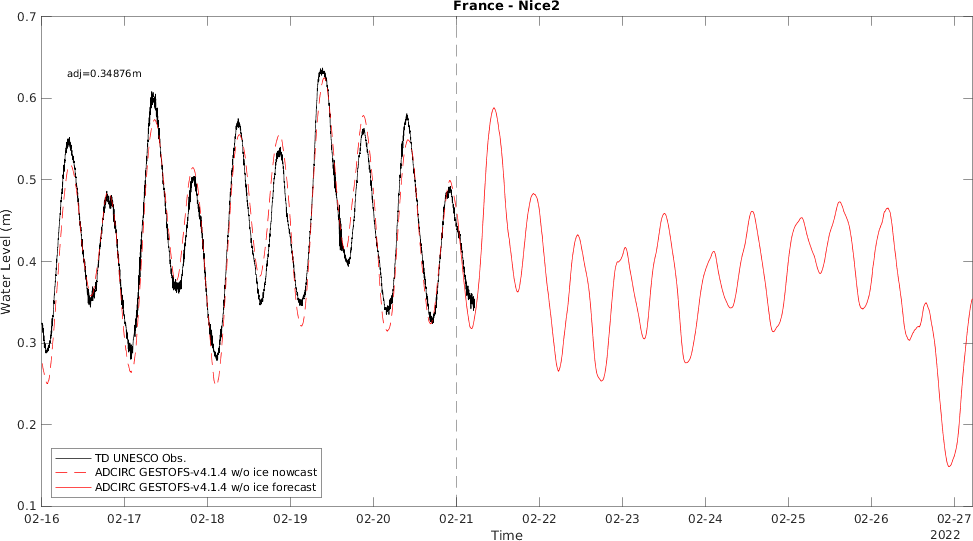 France - Nice2
adj=0.34876m
Water Level (m)
0.7
0.6
0.5
0.4
0.3
0.2
0.1
TD UNESCO Obs.
ADCIRC GESTOFS-v4.1.4 w/o ice nowcast
ADCIRC GESTOFS-v4.1.4 w/o ice forecast
02-16 02-17 02-18 02-19 02-20 02-21 02-22 02-23 02-24 02-25 02-26 02-27
Time
2022